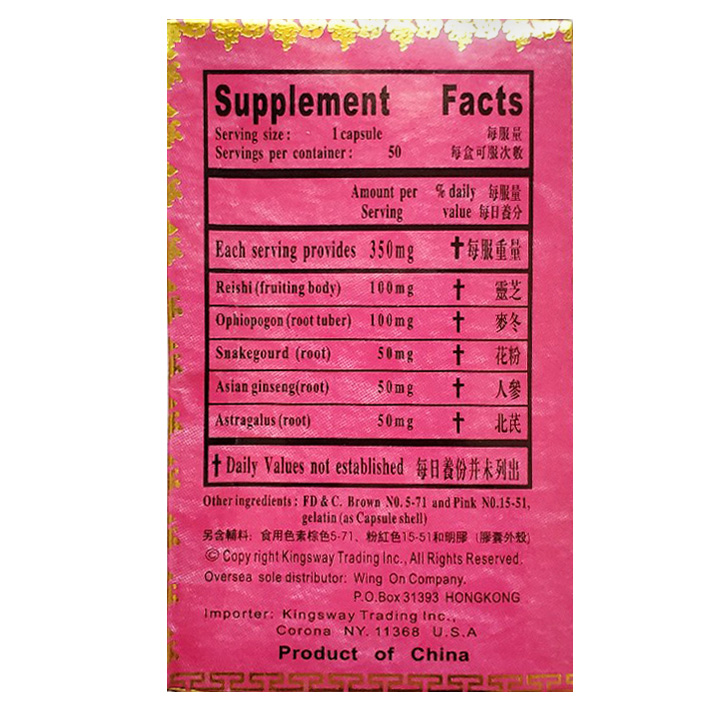 Supplement Facts
Serving size : 1 capsule 每服量
Servings per container : 50 每盒可服次數
Amount per % daily 每服量
Serving value 每日養分
Each serving provides 350mg ✝每服重量
Reishi (fruiting body) 100mg ✝ 靈芝
Ophiopogon (root tuber) 100mg ✝ 麥冬
Snakegourd (root) 50mg ✝ 花粉
Asian ginseng(root) 50mg ✝ 人參
Astragalus (root) 50mg ✝ 北芪
✝ Daily Values not established 每日養份并未列出
Other ingredients : FD & C. Brown N0. 5-71 and Pink N0.15-51,
gelatin (as Capsule shell)
另含輔料: 食用色素棕色5-71、粉紅色15-51和明膠 (膠囊外殼)
© Copy right Kingsway Trading Inc., All Rights Reserved.
Oversea sole distributor: Wing On Company.
P.O.Box 31393 HONGKONG
Importer: Kingsway Trading Inc.,
Corona NY. 11368 U.S.A
Product of China